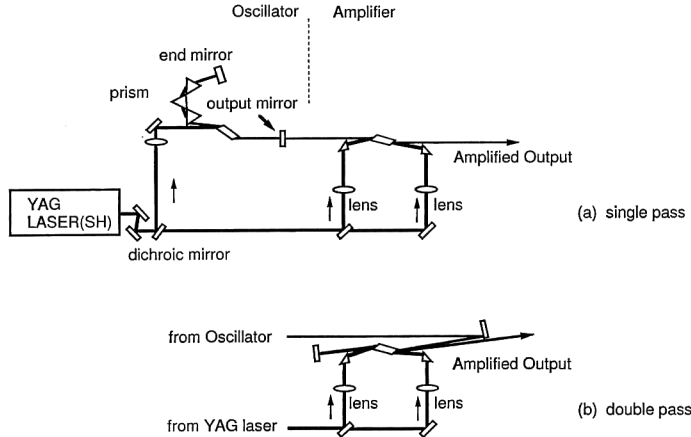 Oscillator
Amplifier
end mirror
prism
output mirror
Amplified Output
YAG
LASER(SH)
lens
lens
(a) single pass
dichroic mirror
from Oscillator
Amplified Output
lens
lens
(b) double pass
from YAG laser